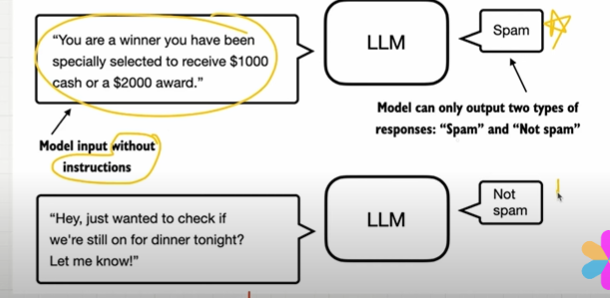 "You are a winner you have been
specially selected to receive $1000
cash or a $2000 award."
LLM
Spam
Model can only output two types of
responses: "Spam" and "Not spam"
Model input without
instructions
"Hey, just wanted to check if
we're still on for dinner tonight?
Let me know!"
LLM
Not
spam